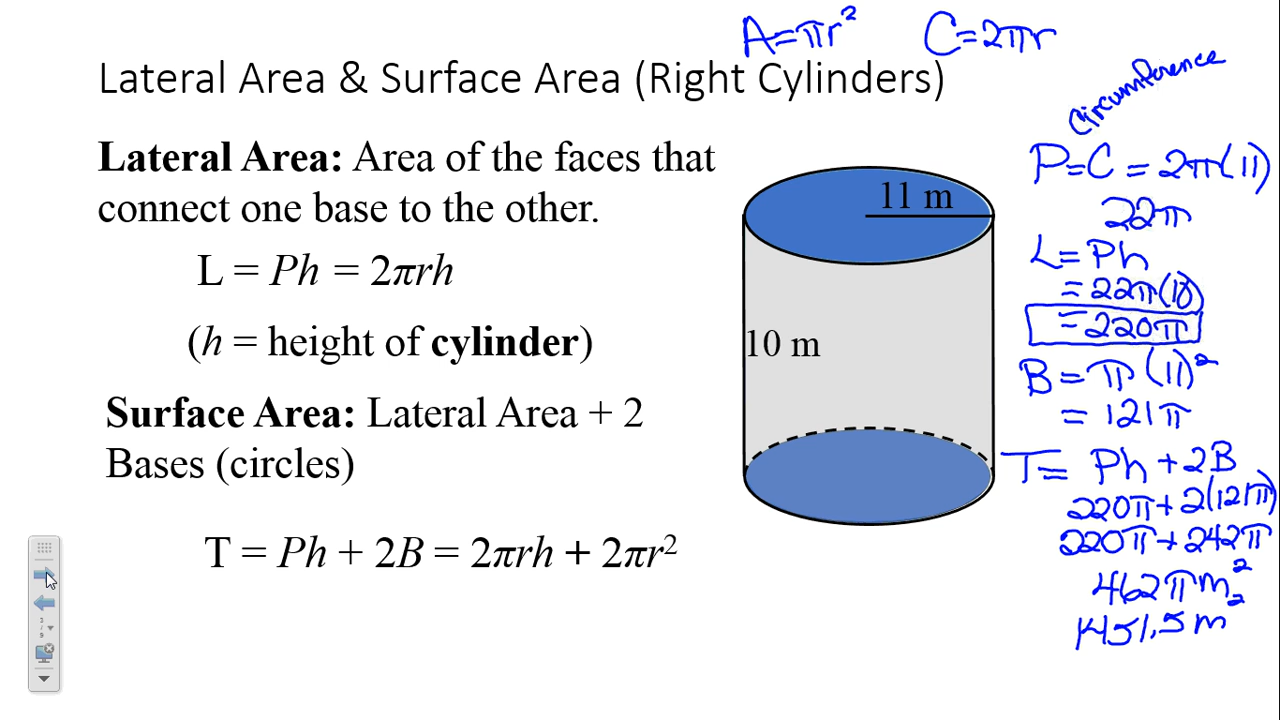 A=πr²
C=2πr
Lateral Area & Surface Area (Right Cylinders)
Circumference
Lateral Area: Area of the faces that
connect one base to the other.
L = Ph = 2πrh
(h = height of cylinder)
Surface Area: Lateral Area + 2
Bases (circles)
T = Ph + 2B = 2πrh + 2πr²
11 m
10 m
P=C = 2π(11)
22π
L= Ph
= 22π(10)
= 220π
B = π (11)²
= 121π
T= Ph + 2B
220π + 2(121π)
220π + 242π
462π m²
1451.5 m²
3
/
9